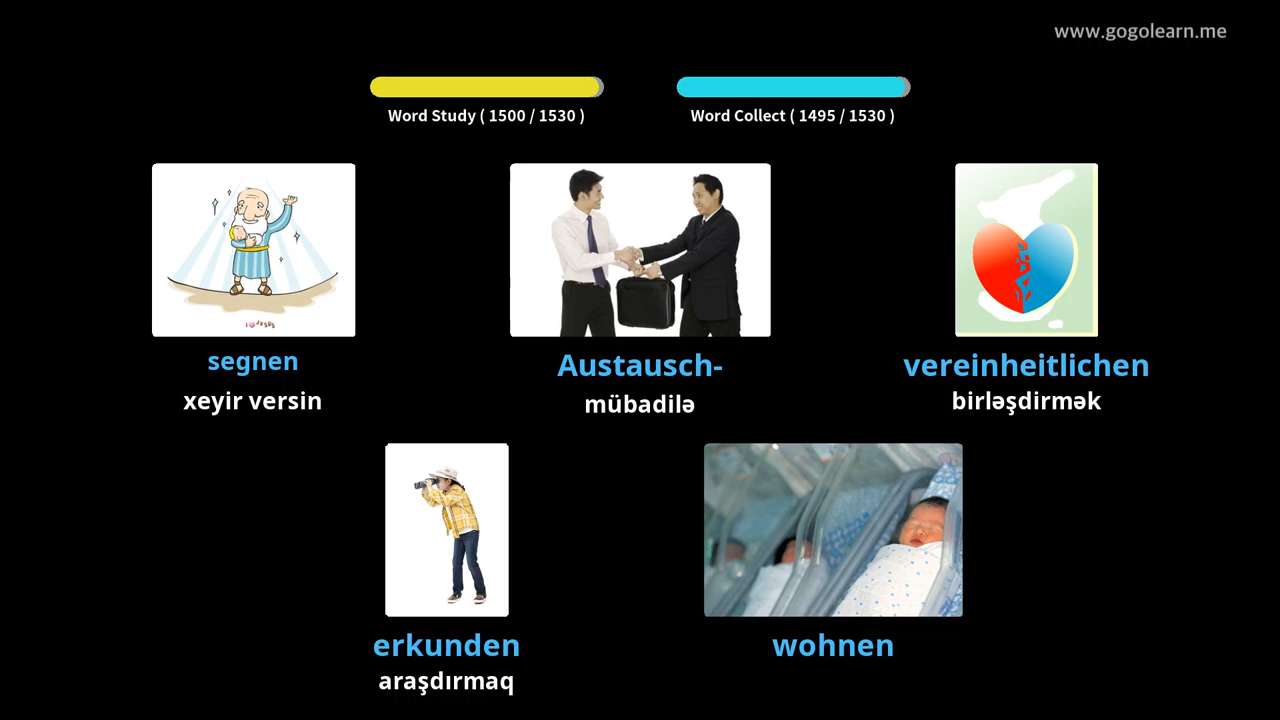 www.gogolearn.me
Word Study ( 1500 / 1530 )
Word Collect ( 1495 / 1530 )
I ❤ JESUS
segnen
xeyir versin
Austausch-
mübadilə
vereinheitlichen
birləşdirmək
erkunden
araşdırmaq
wohnen